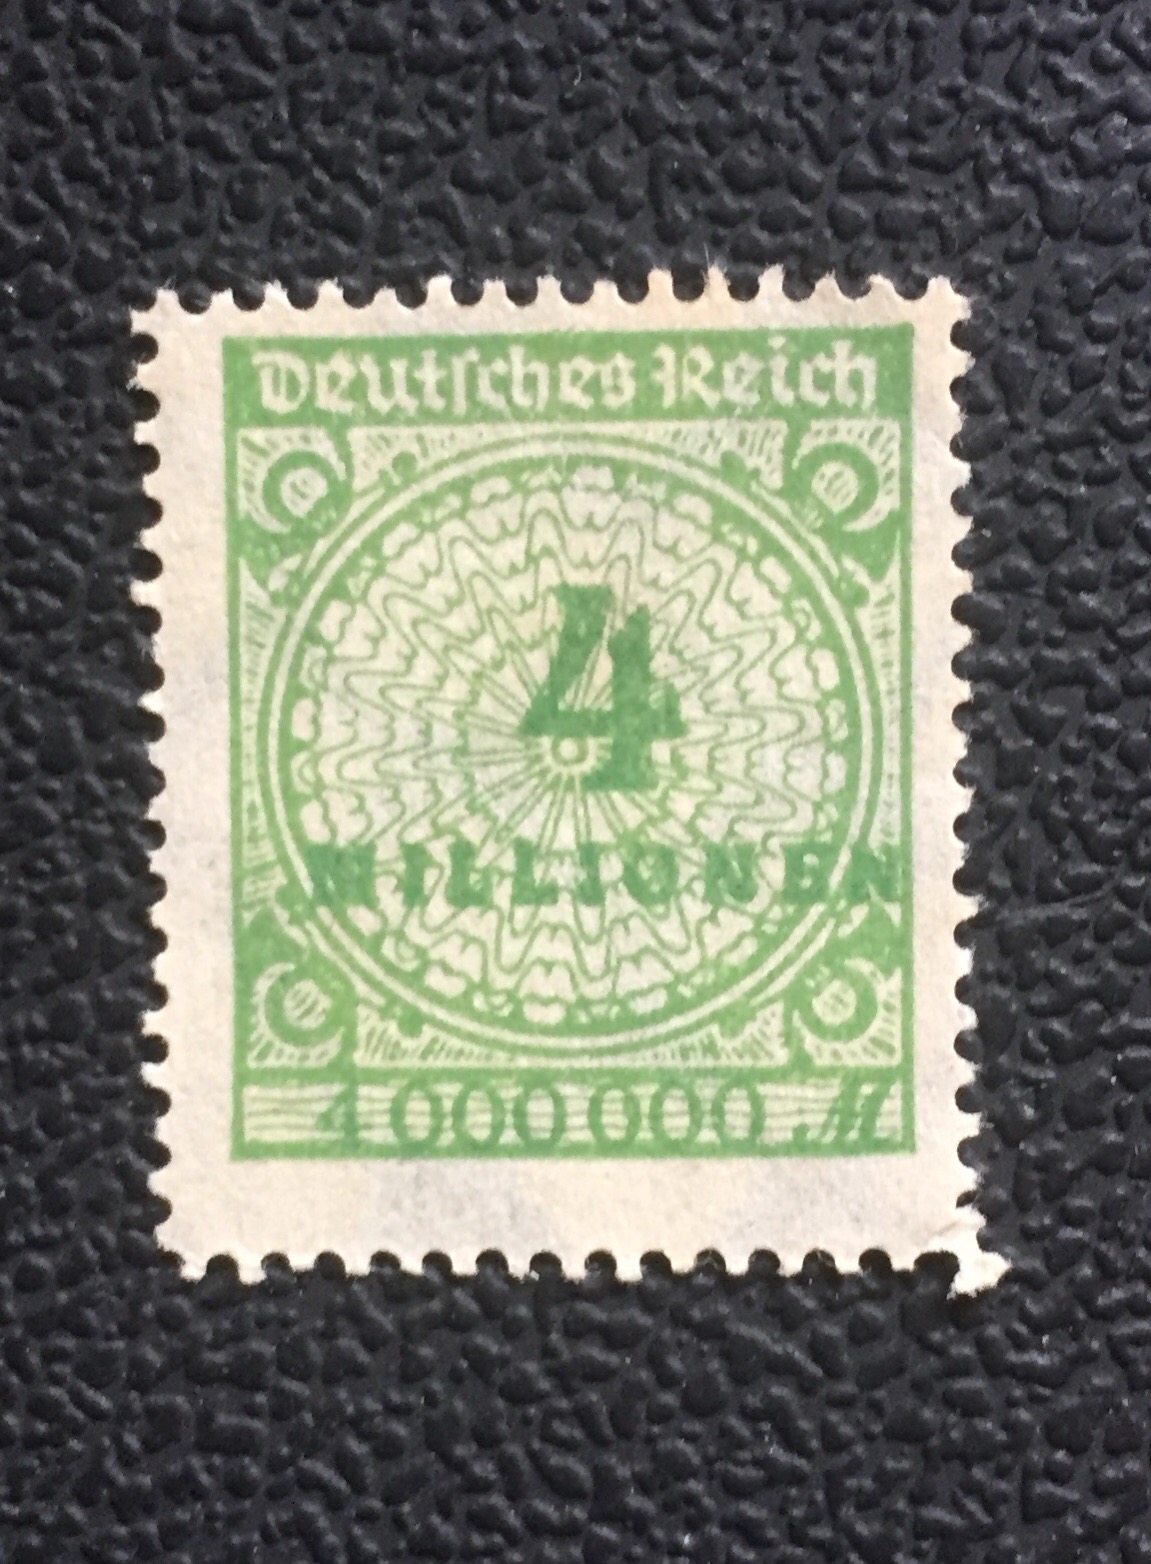 Deutsches Reich
4
MILLIONEN
4 000 000 M